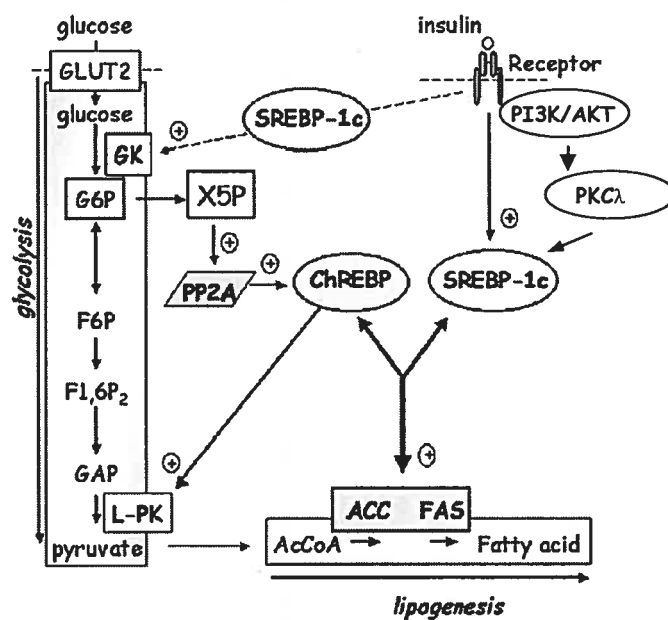 glucose
insulin
GLUT2
Receptor
glucose
SREBP-1c
PI3K/AKT
+
GK
G6P
X5P
PKCλ
+
+
+
PP2A
ChREBP
SREBP-1c
glycolysis
F6P
F1,6P₂
GAP
+
+
L-PK
ACC FAS
pyruvate
AcCoA
Fatty acid
lipogenesis